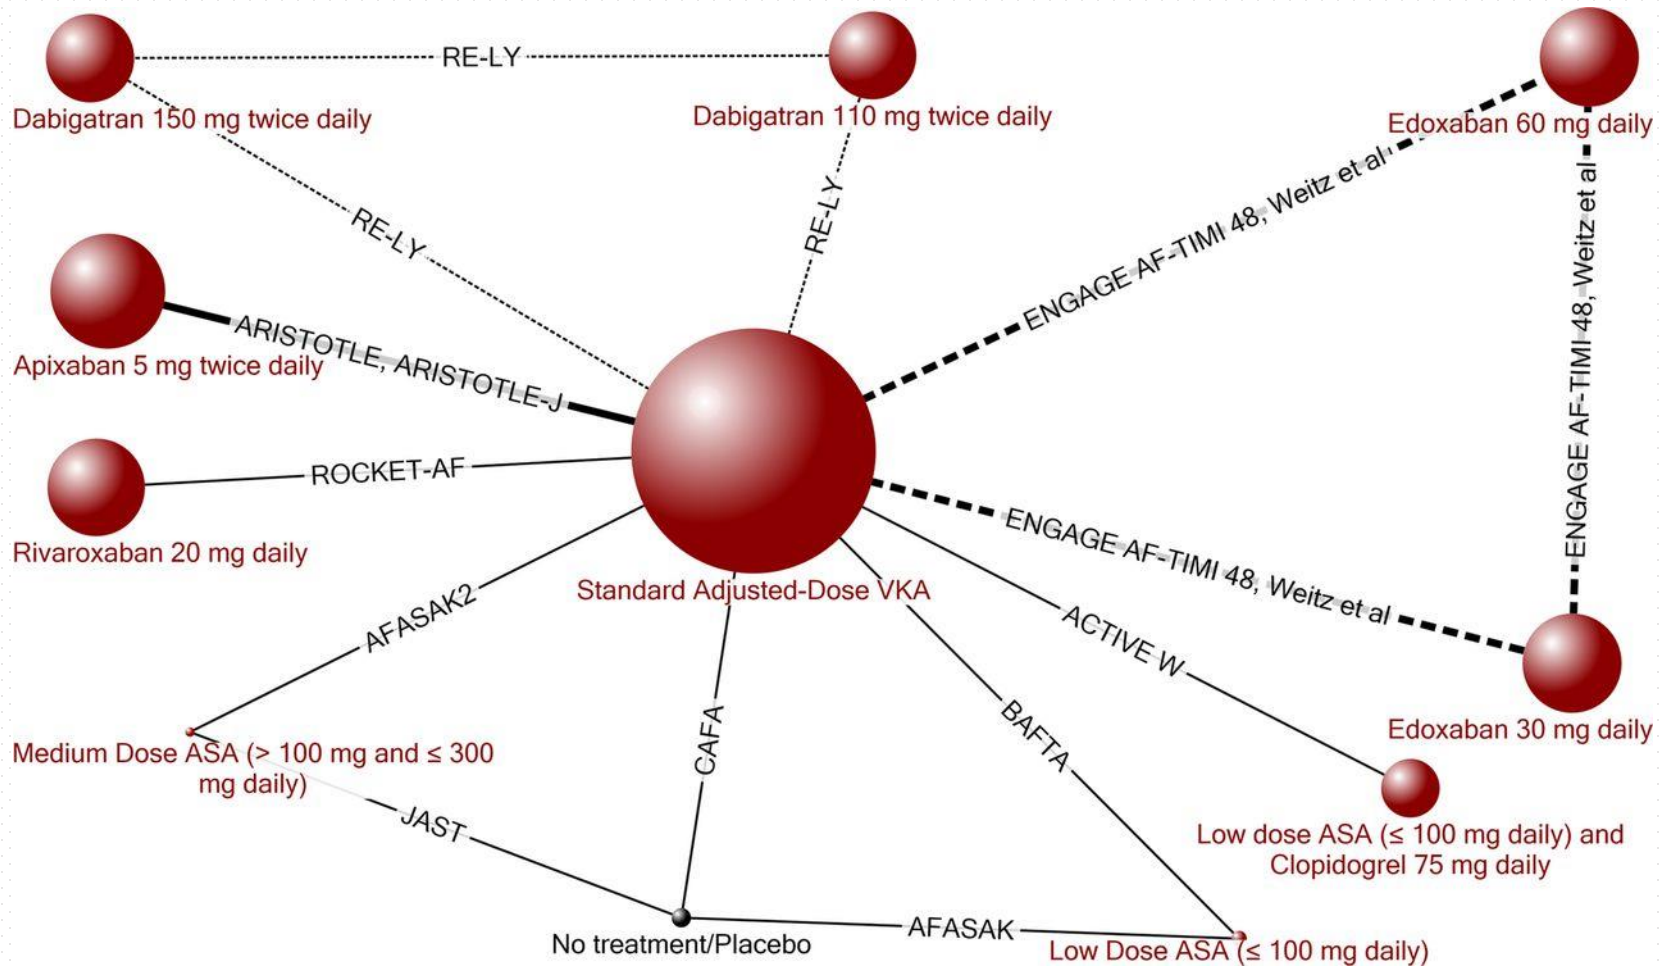 RE-LY
Dabigatran 150 mg twice daily
Dabigatran 110 mg twice daily
Edoxaban 60 mg daily
RE-LY
RE-LY
ENGAGE AF-TIMI 48, Weitz et al
ENGAGE AF-TIMI 48, Weitz et al
Apixaban 5 mg twice daily
ARISTOTLE, ARISTOTLE-J
ROCKET-AF
Rivaroxaban 20 mg daily
Standard Adjusted-Dose VKA
ENGAGE AF-TIMI 48, Weitz et al
AFASAK2
ACTIVE W
CAFA
BAFTA
Edoxaban 30 mg daily
Medium Dose ASA (> 100 mg and ≤ 300
mg daily)
JAST
Low dose ASA (≤ 100 mg daily) and
Clopidogrel 75 mg daily
AFASAK
No treatment/Placebo
Low Dose ASA (≤ 100 mg daily)